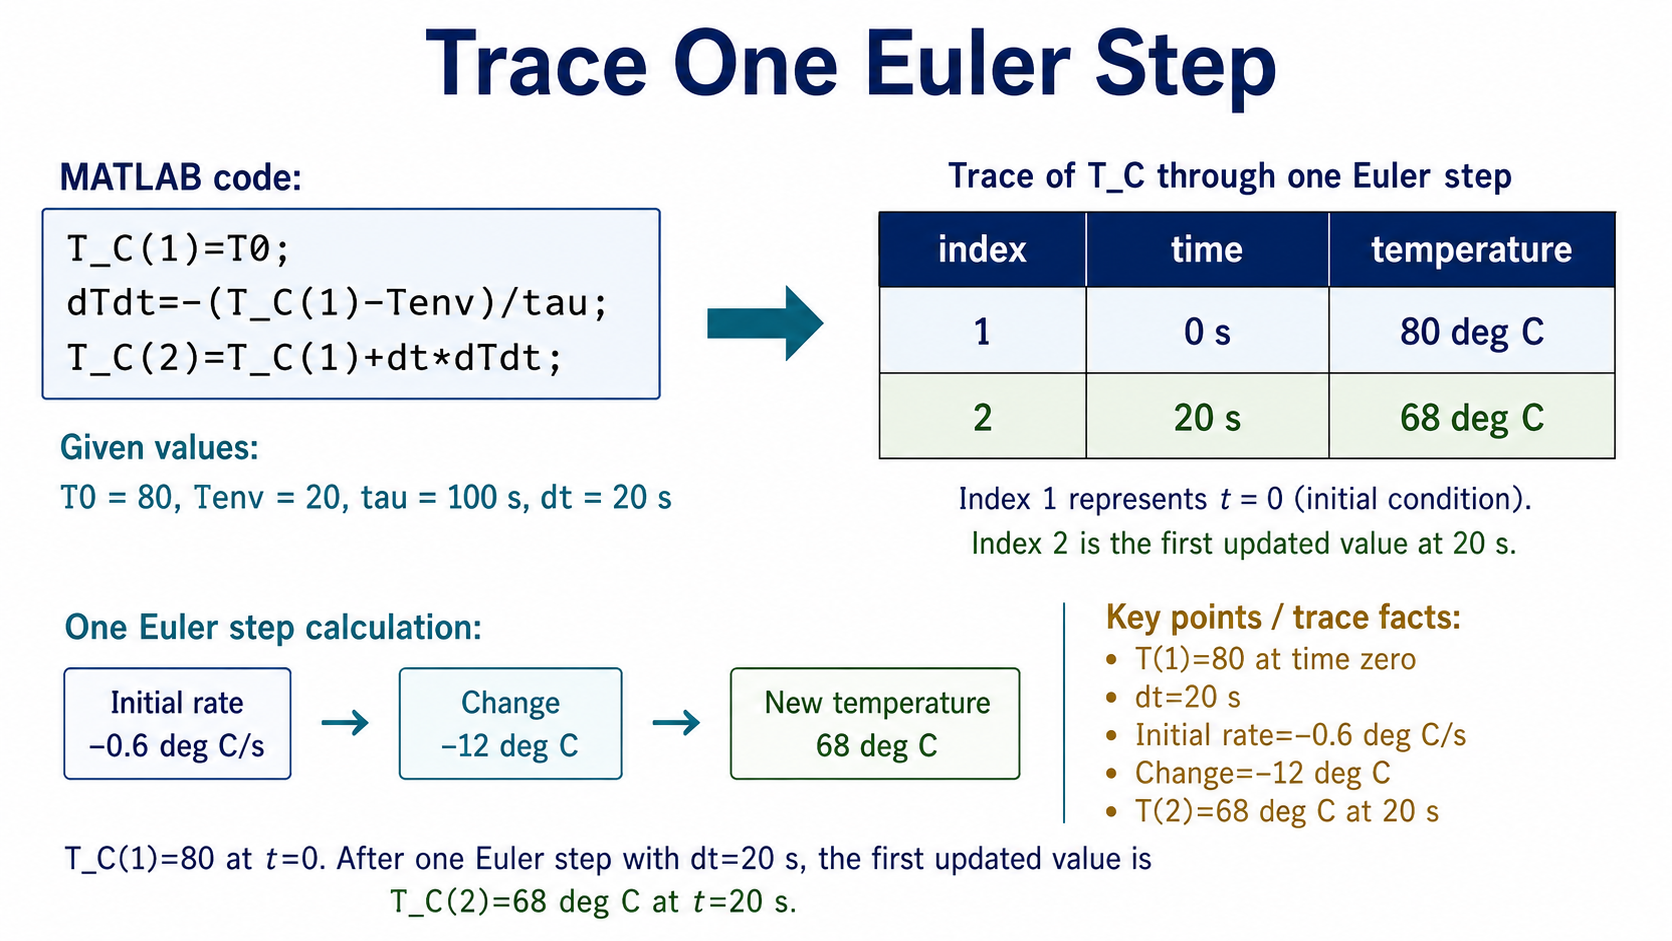 Trace One Euler Step
MATLAB code:
T_C(1)=T0;
dTdt=−(T_C(1)−Tenv)/tau;
T_C(2)=T_C(1)+dt*dTdt;
Given values:
T0 = 80, Tenv = 20, tau = 100 s, dt = 20 s
Trace of T_C through one Euler step
index time temperature
1 0 s 80 deg C
2 20 s 68 deg C
Index 1 represents t = 0 (initial condition).
Index 2 is the first updated value at 20 s.
One Euler step calculation:
Initial rate
−0.6 deg C/s
→
Change
−12 deg C
→
New temperature
68 deg C
Key points / trace facts:
• T(1)=80 at time zero
• dt=20 s
• Initial rate=−0.6 deg C/s
• Change=−12 deg C
• T(2)=68 deg C at 20 s
T_C(1)=80 at t=0. After one Euler step with dt=20 s, the first updated value is
T_C(2)=68 deg C at t=20 s.